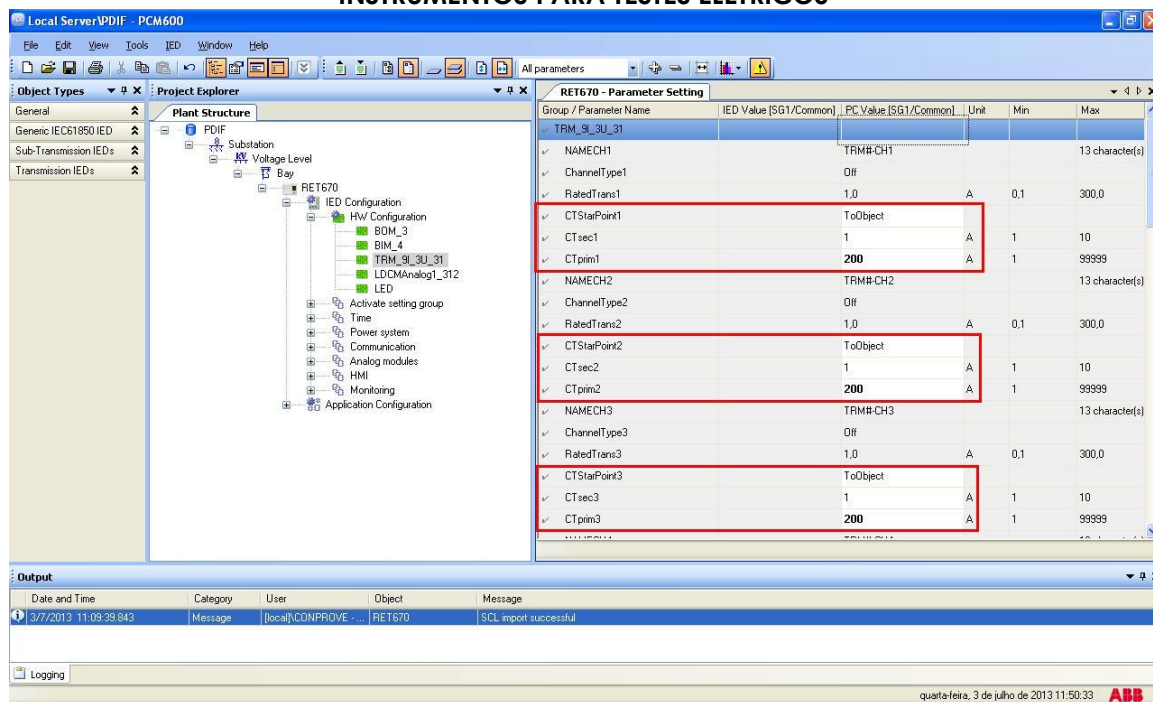 INSTRUMENTOS PARA TESTES ELÉTRICOS
Local Server\PDIF - PCM600
File Edit View Tools IED Window Help
All parameters
Object Types
General
Generic IEC61850 IED
Sub-Transmission IEDs
Transmission IEDs
Project Explorer
Plant Structure
PDIF
Substation
Voltage Level
Bay
RET670
IED Configuration
HW Configuration
BOM_3
BIM_4
TRM_9I_3U_31
LDCMAnalog1_312
LED
Activate setting group
Time
Power system
Communication
Analog modules
HMI
Monitoring
Application Configuration
RET670 - Parameter Setting
Group / Parameter Name IED Value [SG1/Common] PC Value [SG1/Common] Unit Min Max
TRM_9I_3U_31
NAMECH1 TRM#-CH1 13 character(s)
ChannelType1 Off
RatedTrans1 1,0 A 0,1 300,0
CTStarPoint1 ToObject
CTsec1 1 A 1 10
CTprim1 200 A 1 99999
NAMECH2 TRM#-CH2 13 character(s)
ChannelType2 Off
RatedTrans2 1,0 A 0,1 300,0
CTStarPoint2 ToObject
CTsec2 1 A 1 10
CTprim2 200 A 1 99999
NAMECH3 TRM#-CH3 13 character(s)
ChannelType3 Off
RatedTrans3 1,0 A 0,1 300,0
CTStarPoint3 ToObject
CTsec3 1 A 1 10
CTprim3 200 A 1 99999
Output
Date and Time Category User Object Message
3/7/2013 11:09:39.843 Message [local]\CONPROVE -... RET670 SCL import successful
Logging
quarta-feira, 3 de julho de 2013 11:50:33 ABB